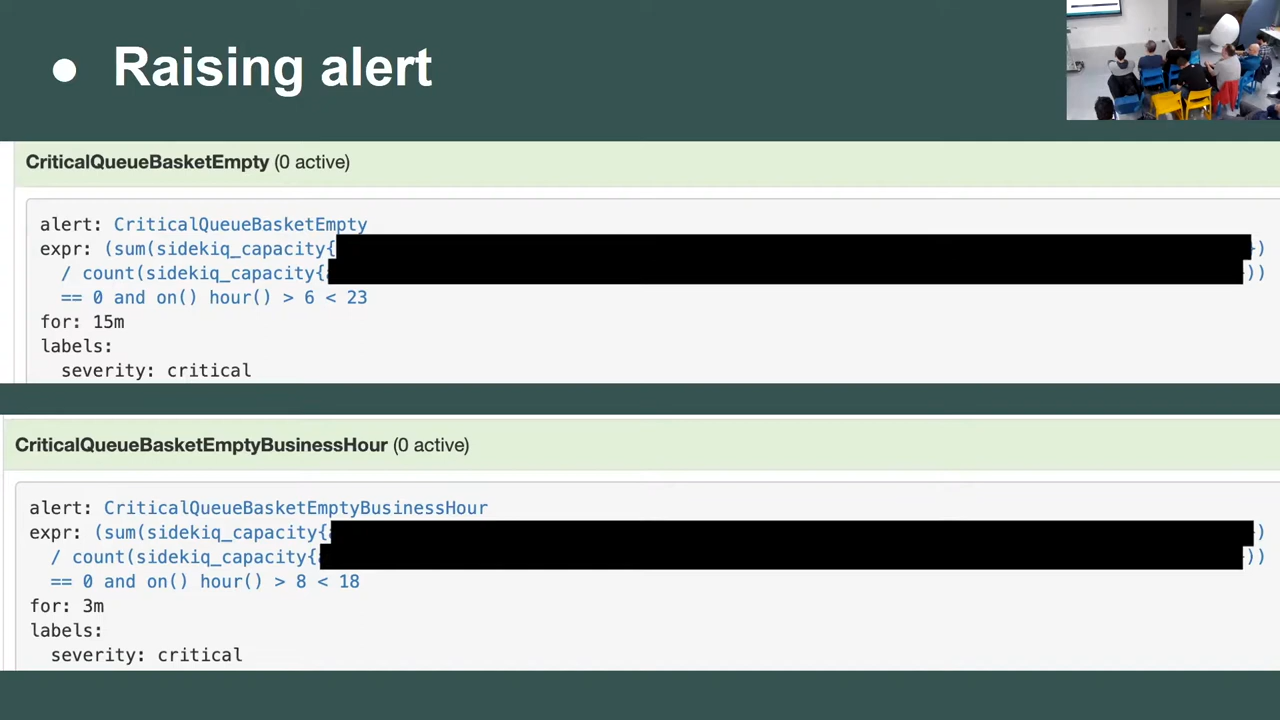 ● Raising alert
CriticalQueueBasketEmpty (0 active)
alert: CriticalQueueBasketEmpty
expr: (sum(sidekiq_capacity{ })
/ count(sidekiq_capacity{ }))
== 0 and on() hour() > 6 < 23
for: 15m
labels:
severity: critical
CriticalQueueBasketEmptyBusinessHour (0 active)
alert: CriticalQueueBasketEmptyBusinessHour
expr: (sum(sidekiq_capacity{ })
/ count(sidekiq_capacity{ }))
== 0 and on() hour() > 8 < 18
for: 3m
labels:
severity: critical